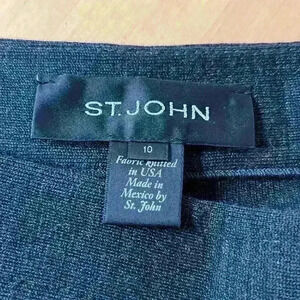 ST. JOHN
10
Fabric knitted
in USA
Made in
Mexico by
St. John